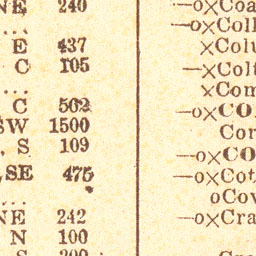 NE 240
....
E 437
C 105
....
C 502
SW 1500
, S 109
,SE 475
....
NE 242
N 100
S 200
—o×Coa
—o×Coll
×Colu
—×Colt
×Com
—o×CO
Cor
—o×CO
—o×Cot
oCov
—o×Cra